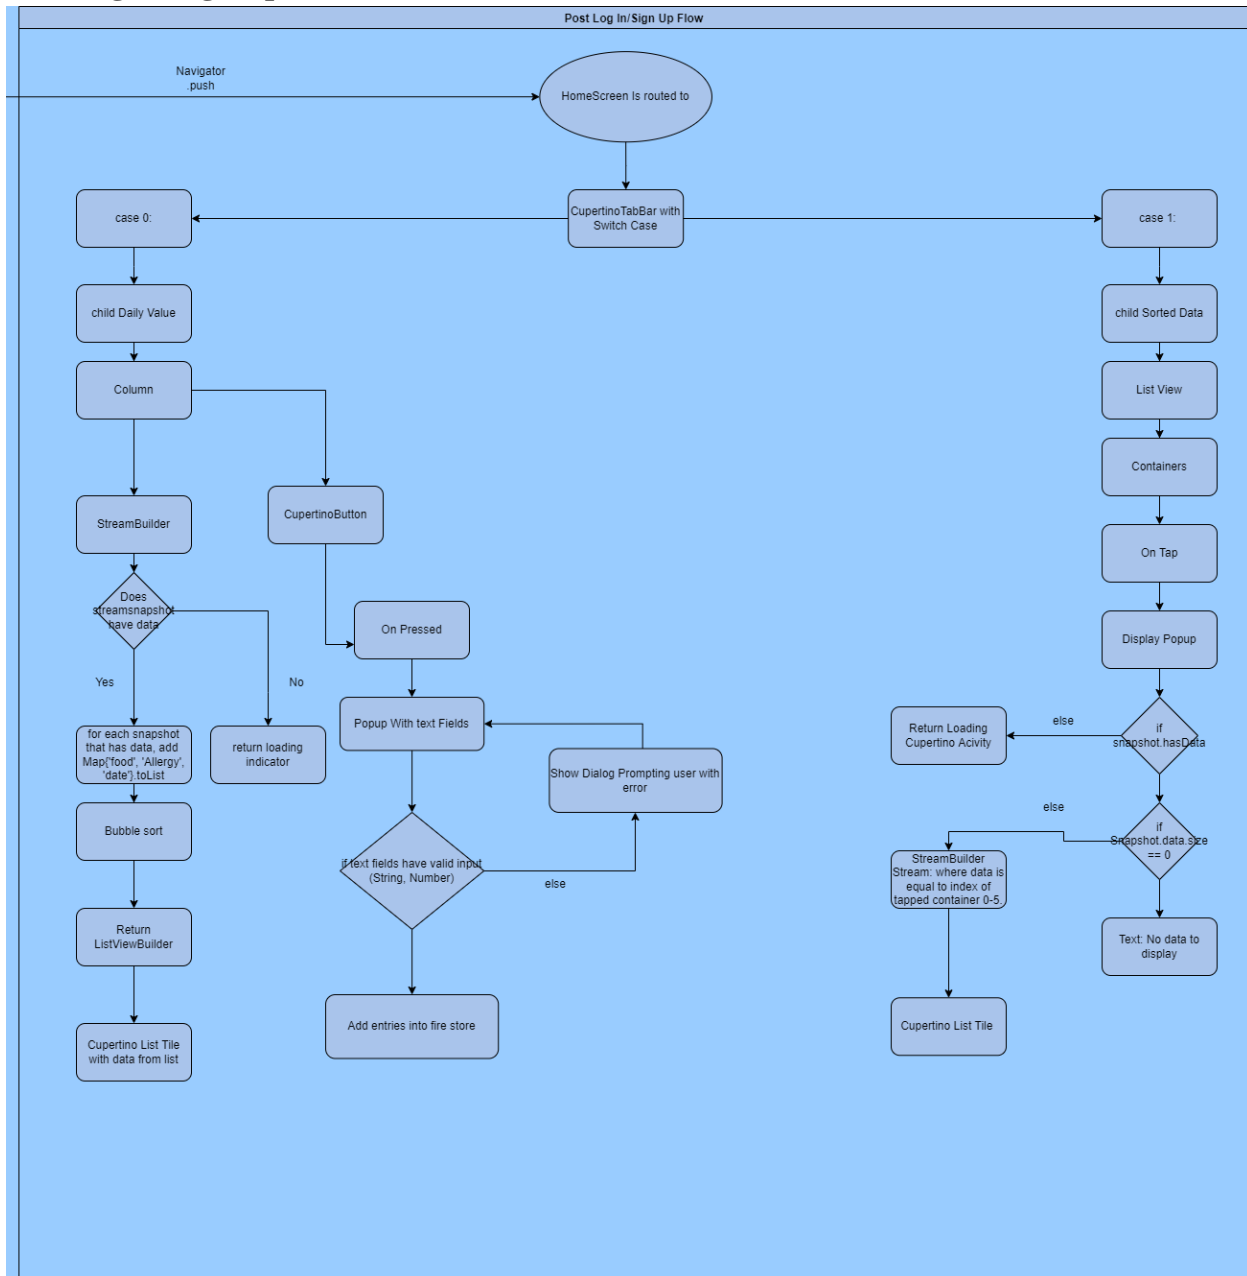 Post Log In/Sign Up Flow
Navigator
.push
HomeScreen Is routed to
case 0:
CupertinoTabBar with
Switch Case
case 1:
child Daily Value
child Sorted Data
Column
List View
Containers
StreamBuilder
CupertinoButton
On Tap
Does
streamsnapshot
have data
On Pressed
Display Popup
Yes
No
for each snapshot
that has data, add
Map{'food', 'Allergy',
'date'}.toList
return loading
indicator
Popup With text Fields
Show Dialog Prompting user with
error
Return Loading
Cupertino Acivity
else
if
snapshot.hasData
Bubble sort
if text fields have valid input
(String, Number)
else
else
if
Snapshot.data.size
== 0
StreamBuilder
Stream: where data is
equal to index of
tapped container 0-5.
Return
ListViewBuilder
Text: No data to
display
Add entries into fire store
Cupertino List Tile
Cupertino List Tile
with data from list